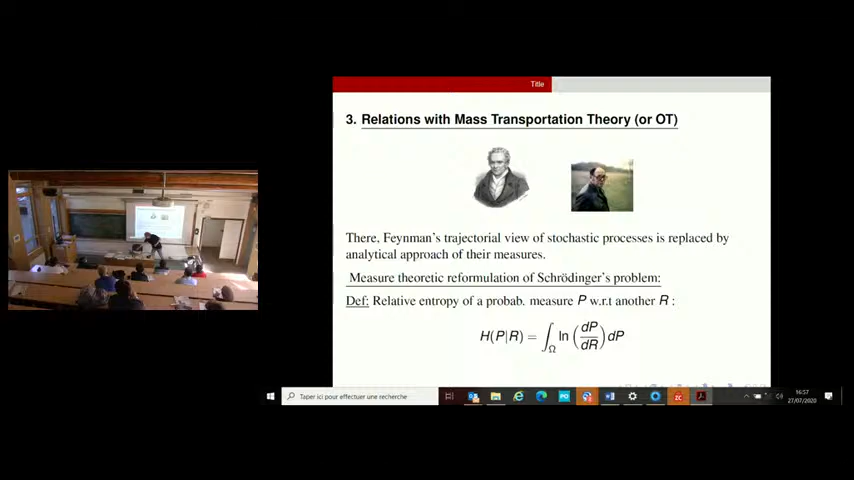 Title
3. Relations with Mass Transportation Theory (or OT)
There, Feynman's trajectorial view of stochastic processes is replaced by
analytical approach of their measures.
Measure theoretic reformulation of Schrödinger's problem:
Def: Relative entropy of a probab. measure P w.r.t another R :
H(P|R) = ∫_Ω ln (dP/dR) dP
Taper ici pour effectuer une recherche
16:57
27/07/2020